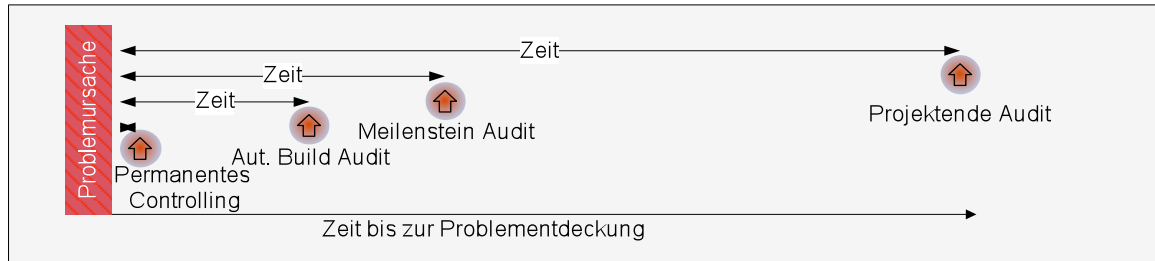 Problemursache
Zeit
Zeit
Zeit
Projektende Audit
Meilenstein Audit
Aut. Build Audit
Permanentes
Controlling
Zeit bis zur Problementdeckung